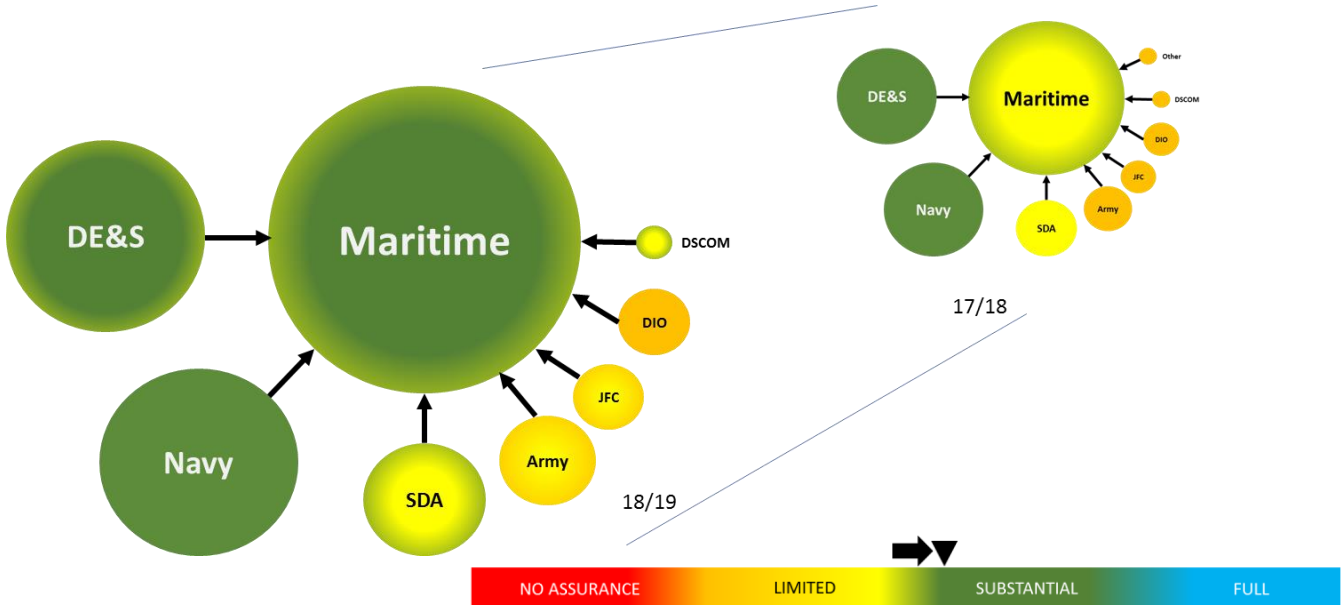 DE&S
Maritime
Navy
SDA
Army
JFC
DIO
DSCOM
18/19
DE&S
Maritime
Navy
SDA
Army
JFC
DIO
DSCOM
Other
17/18
NO ASSURANCE
LIMITED
SUBSTANTIAL
FULL